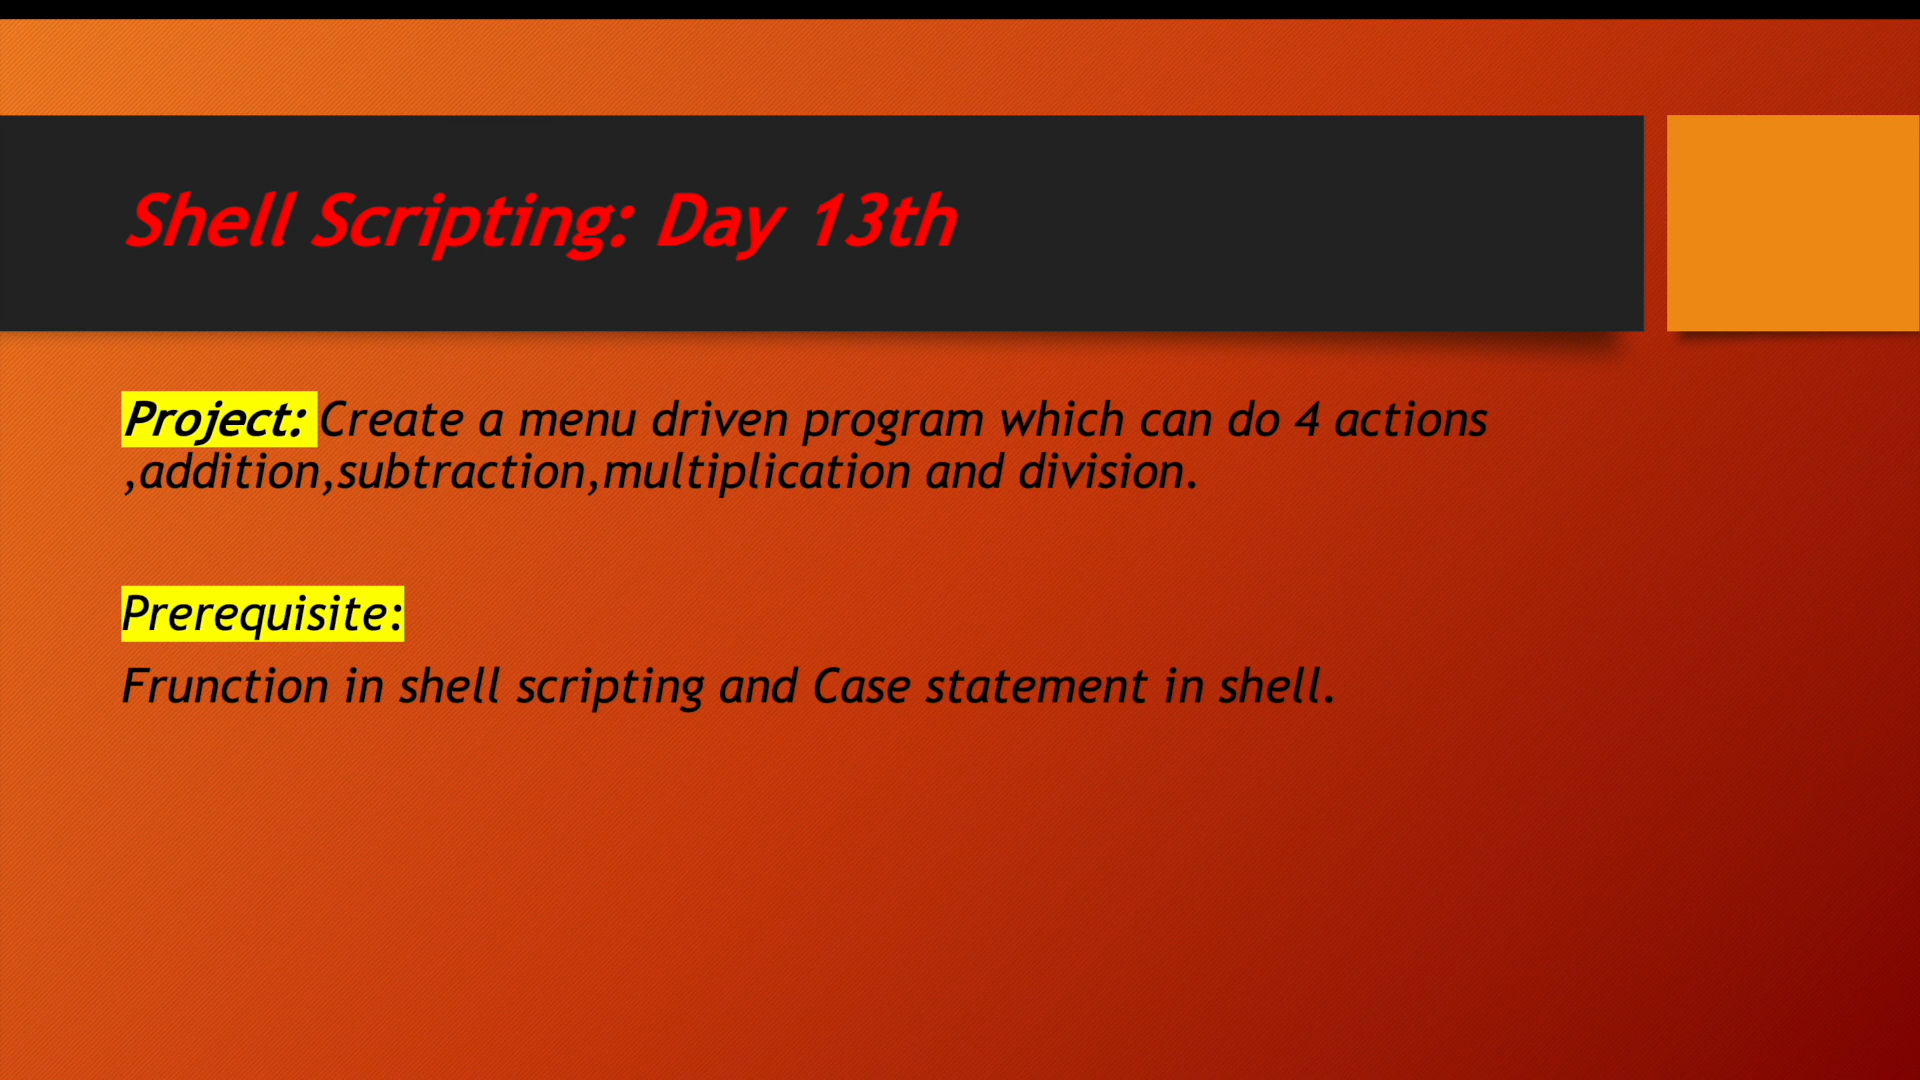 Shell Scripting: Day 13th
Project: Create a menu driven program which can do 4 actions
,addition,subtraction,multiplication and division.
Prerequisite:
Frunction in shell scripting and Case statement in shell.